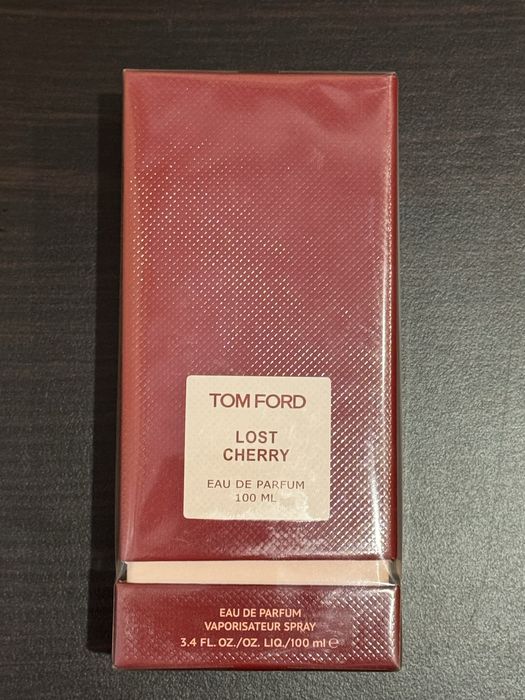 TOM FORD
LOST
CHERRY
EAU DE PARFUM
100 ML
EAU DE PARFUM
VAPORISATEUR SPRAY
3.4 FL. OZ./OZ. LIQ./100 ml ℮